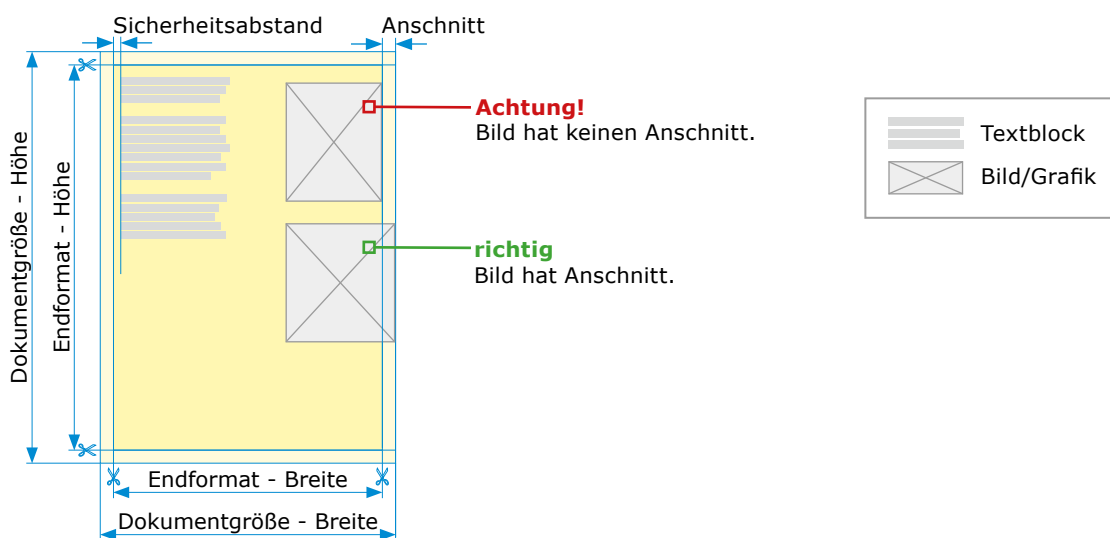 Sicherheitsabstand
Anschnitt
Dokumentgröße - Höhe
Endformat - Höhe
Achtung!
Bild hat keinen Anschnitt.
richtig
Bild hat Anschnitt.
Textblock
Bild/Grafik
Endformat - Breite
Dokumentgröße - Breite